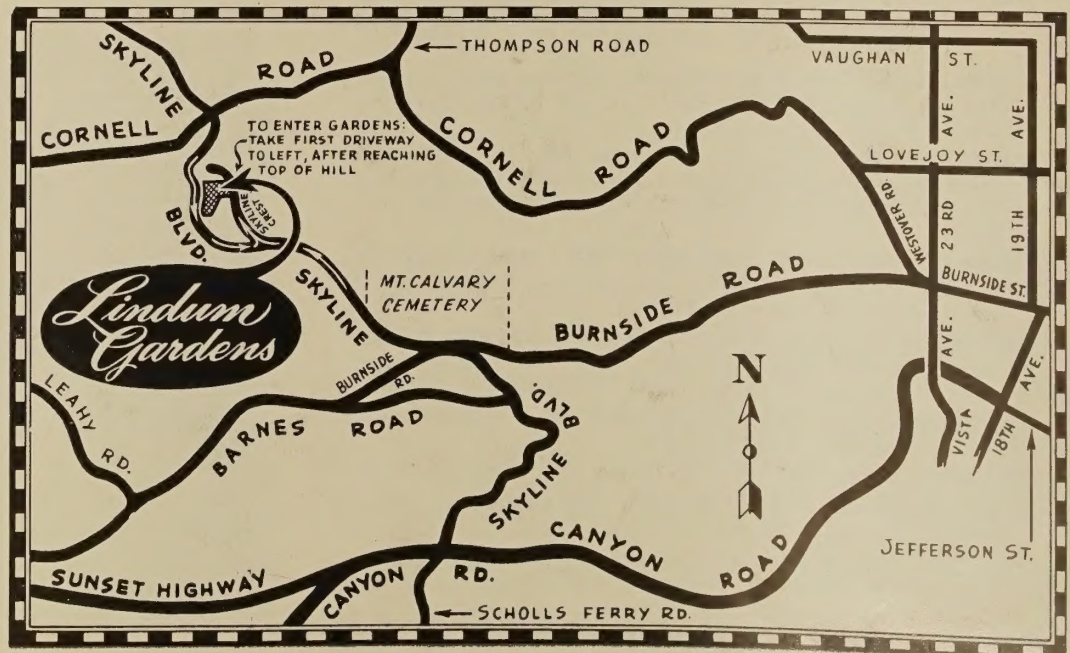 SKYLINE
BLVD.
CORNELL ROAD
THOMPSON ROAD
CORNELL ROAD
VAUGHAN ST.
23RD AVE.
19TH AVE.
LOVEJOY ST.
WESTOVER RD.
TO ENTER GARDENS:
TAKE FIRST DRIVEWAY
TO LEFT, AFTER REACHING
TOP OF HILL
SKYLINE
CREST
Lindum
Gardens
SKYLINE
BLVD.
MT. CALVARY
CEMETERY
BURNSIDE ROAD
BURNSIDE ST.
BURNSIDE
RD.
LEAHY
RD.
BARNES ROAD
SKYLINE
N
VISTA AVE.
18TH AVE.
JEFFERSON ST.
SUNSET HIGHWAY
CANYON RD.
CANYON ROAD
SCHOLLS FERRY RD.